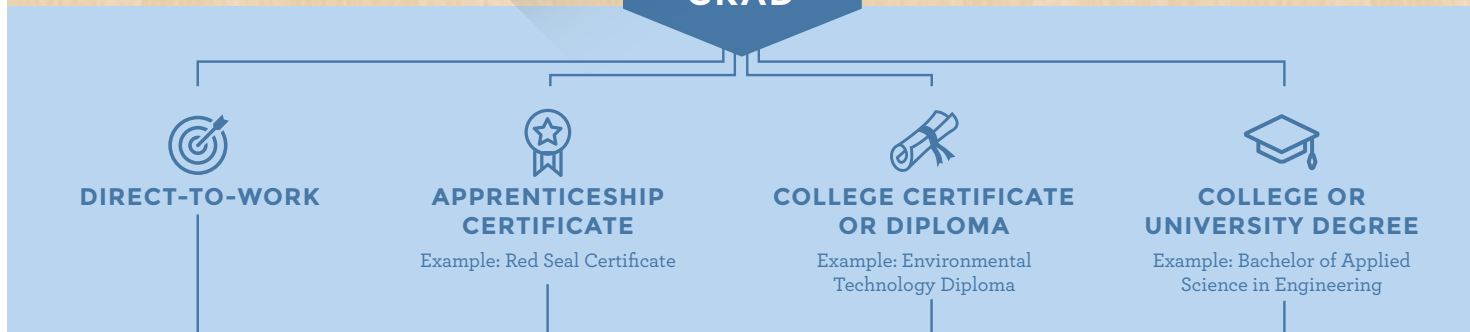 GRAD
DIRECT-TO-WORK
APPRENTICESHIP
CERTIFICATE
Example: Red Seal Certificate
COLLEGE CERTIFICATE
OR DIPLOMA
Example: Environmental
Technology Diploma
COLLEGE OR
UNIVERSITY DEGREE
Example: Bachelor of Applied
Science in Engineering